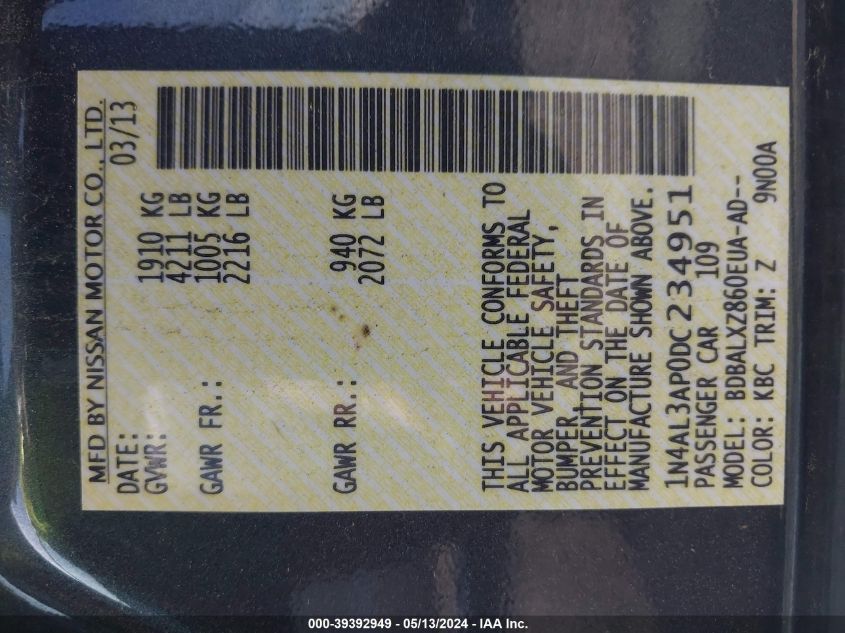 MFD BY NISSAN MOTOR CO., LTD.
DATE: 03/13
GVWR: 1910 KG
4211 LB
GAWR FR.: 1005 KG
2216 LB
GAWR RR.: 940 KG
2072 LB
THIS VEHICLE CONFORMS TO
ALL APPLICABLE FEDERAL
MOTOR VEHICLE SAFETY,
BUMPER, AND THEFT
PREVENTION STANDARDS IN
EFFECT ON THE DATE OF
MANUFACTURE SHOWN ABOVE.
1N4AL3AP0DC234951
PASSENGER CAR 109
MODEL: BDBALXZ860EUA-AD--
COLOR: KBC TRIM: Z 9N00A
000-39392949 - 05/13/2024 - IAA Inc.